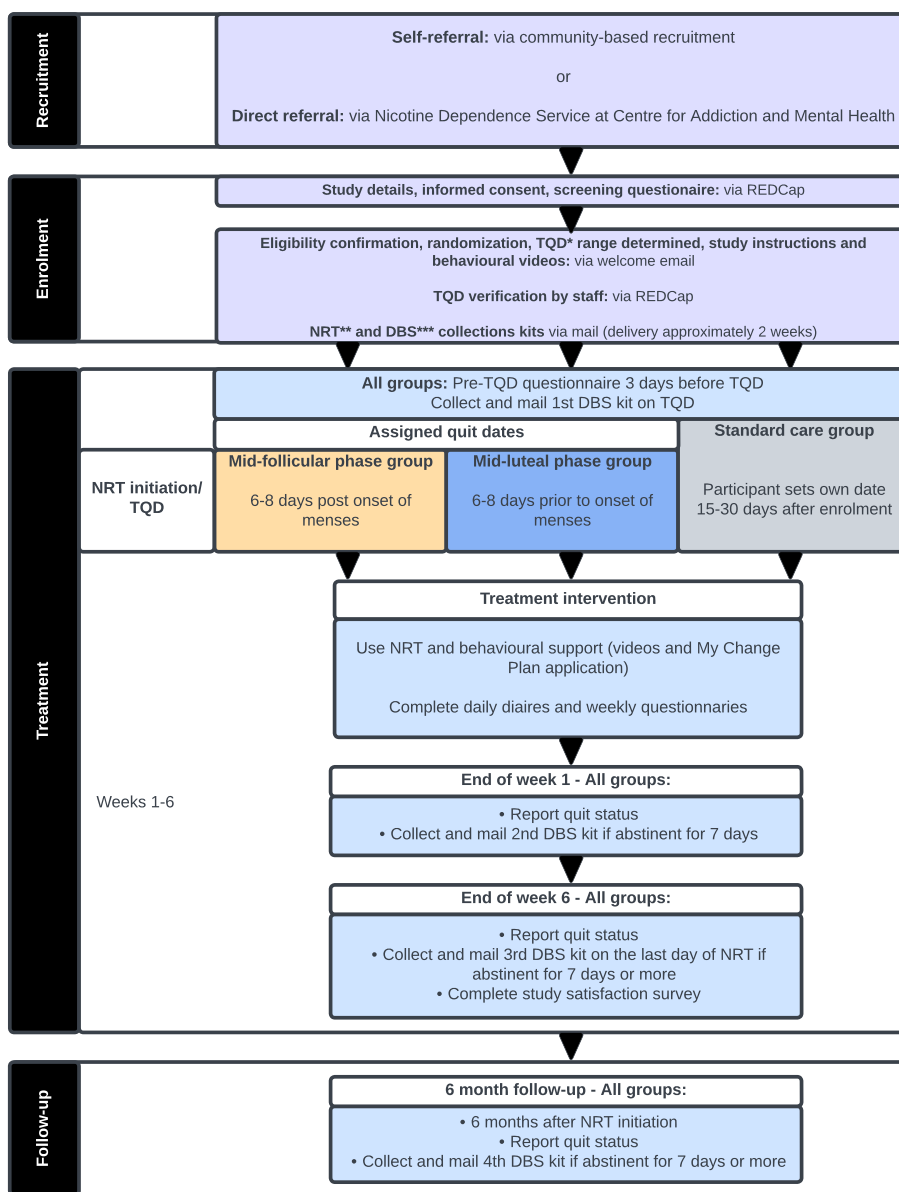 Recruitment
Self-referral: via community-based recruitment
or
Direct referral: via Nicotine Dependence Service at Centre for Addiction and Mental Health
Enrolment
Study details, informed consent, screening questionaire: via REDCap
Eligibility confirmation, randomization, TQD* range determined, study instructions and
behavioural videos: via welcome email
TQD verification by staff: via REDCap
NRT** and DBS*** collections kits via mail (delivery approximately 2 weeks)
Treatment
All groups: Pre-TQD questionnaire 3 days before TQD
Collect and mail 1st DBS kit on TQD
Assigned quit dates
Standard care group
Participant sets own date
15-30 days after enrolment
NRT initiation/
TQD
Mid-follicular phase group
6-8 days post onset of
menses
Mid-luteal phase group
6-8 days prior to onset of
menses
Treatment intervention
Use NRT and behavioural support (videos and My Change
Plan application)
Complete daily diaires and weekly questionnaries
Weeks 1-6
End of week 1 - All groups:
• Report quit status
• Collect and mail 2nd DBS kit if abstinent for 7 days
End of week 6 - All groups:
• Report quit status
• Collect and mail 3rd DBS kit on the last day of NRT if
abstinent for 7 days or more
• Complete study satisfaction survey
Follow-up
6 month follow-up - All groups:
• 6 months after NRT initiation
• Report quit status
• Collect and mail 4th DBS kit if abstinent for 7 days or more